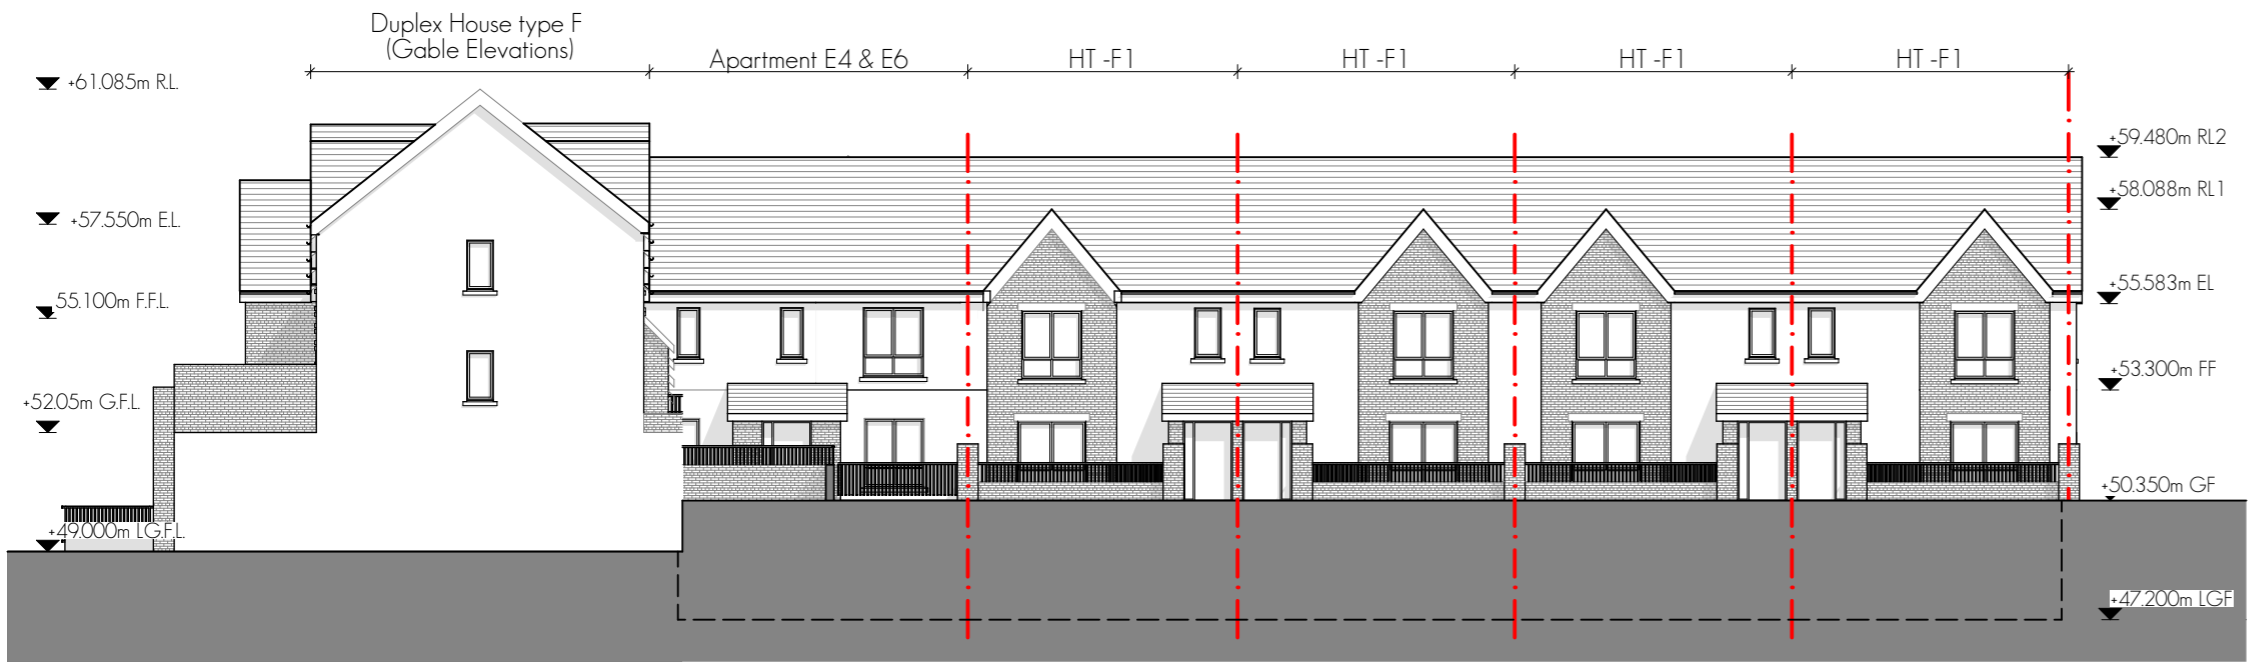 Duplex House type F
(Gable Elevations)
Apartment E4 & E6
HT -F1
HT -F1
HT -F1
HT -F1
+61.085m R.L.
+57.550m E.L.
55.100m F.F.L.
+52.05m G.F.L.
+49.000m LG.F.L.
+59.480m RL2
+58.088m RL1
+55.583m EL
+53.300m FF
+50.350m GF
+47.200m LGF